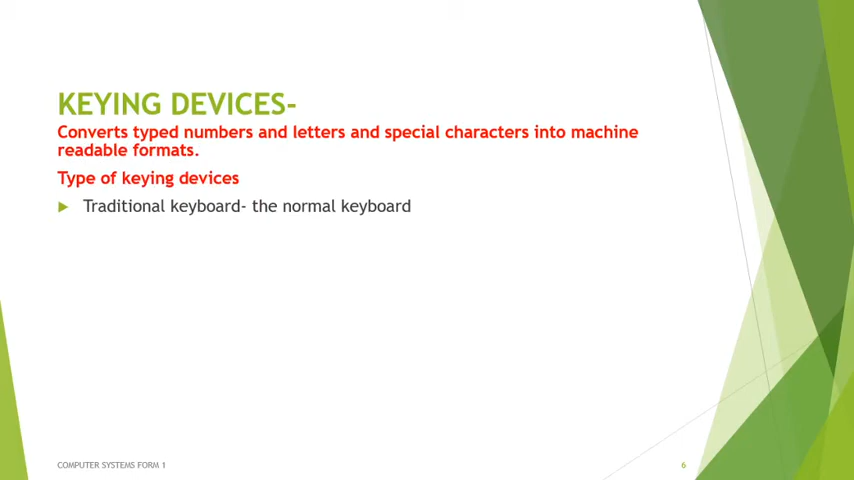 KEYING DEVICES-
Converts typed numbers and letters and special characters into machine
readable formats.
Type of keying devices
Traditional keyboard- the normal keyboard
COMPUTER SYSTEMS FORM 1
6